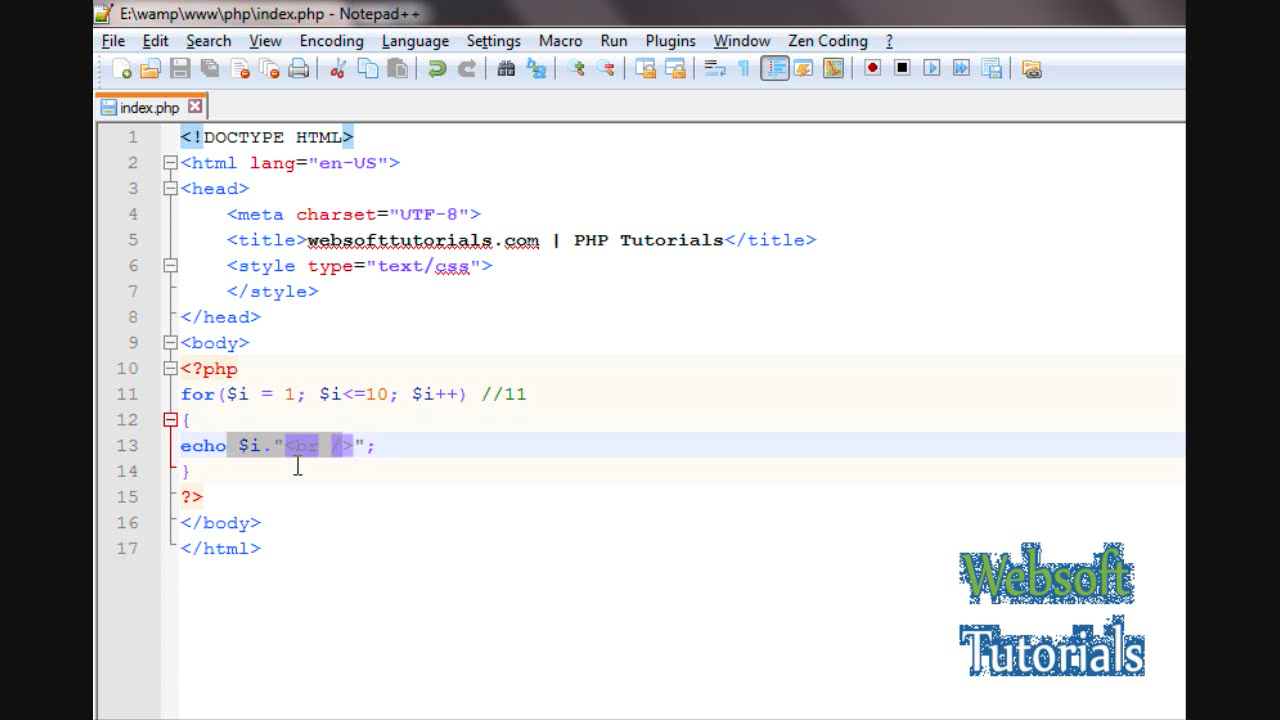 E:\wamp\www\php\index.php - Notepad++
File Edit Search View Encoding Language Settings Macro Run Plugins Window Zen Coding ?
index.php
1 <!DOCTYPE HTML>
2 <html lang="en-US">
3 <head>
4 <meta charset="UTF-8">
5 <title>websofttutorials.com | PHP Tutorials</title>
6 <style type="text/css">
7 </style>
8 </head>
9 <body>
10 <?php
11 for($i = 1; $i<=10; $i++) //11
12 {
13 echo $i."<br />";
14 }
15 ?>
16 </body>
17 </html>
Websoft
Tutorials